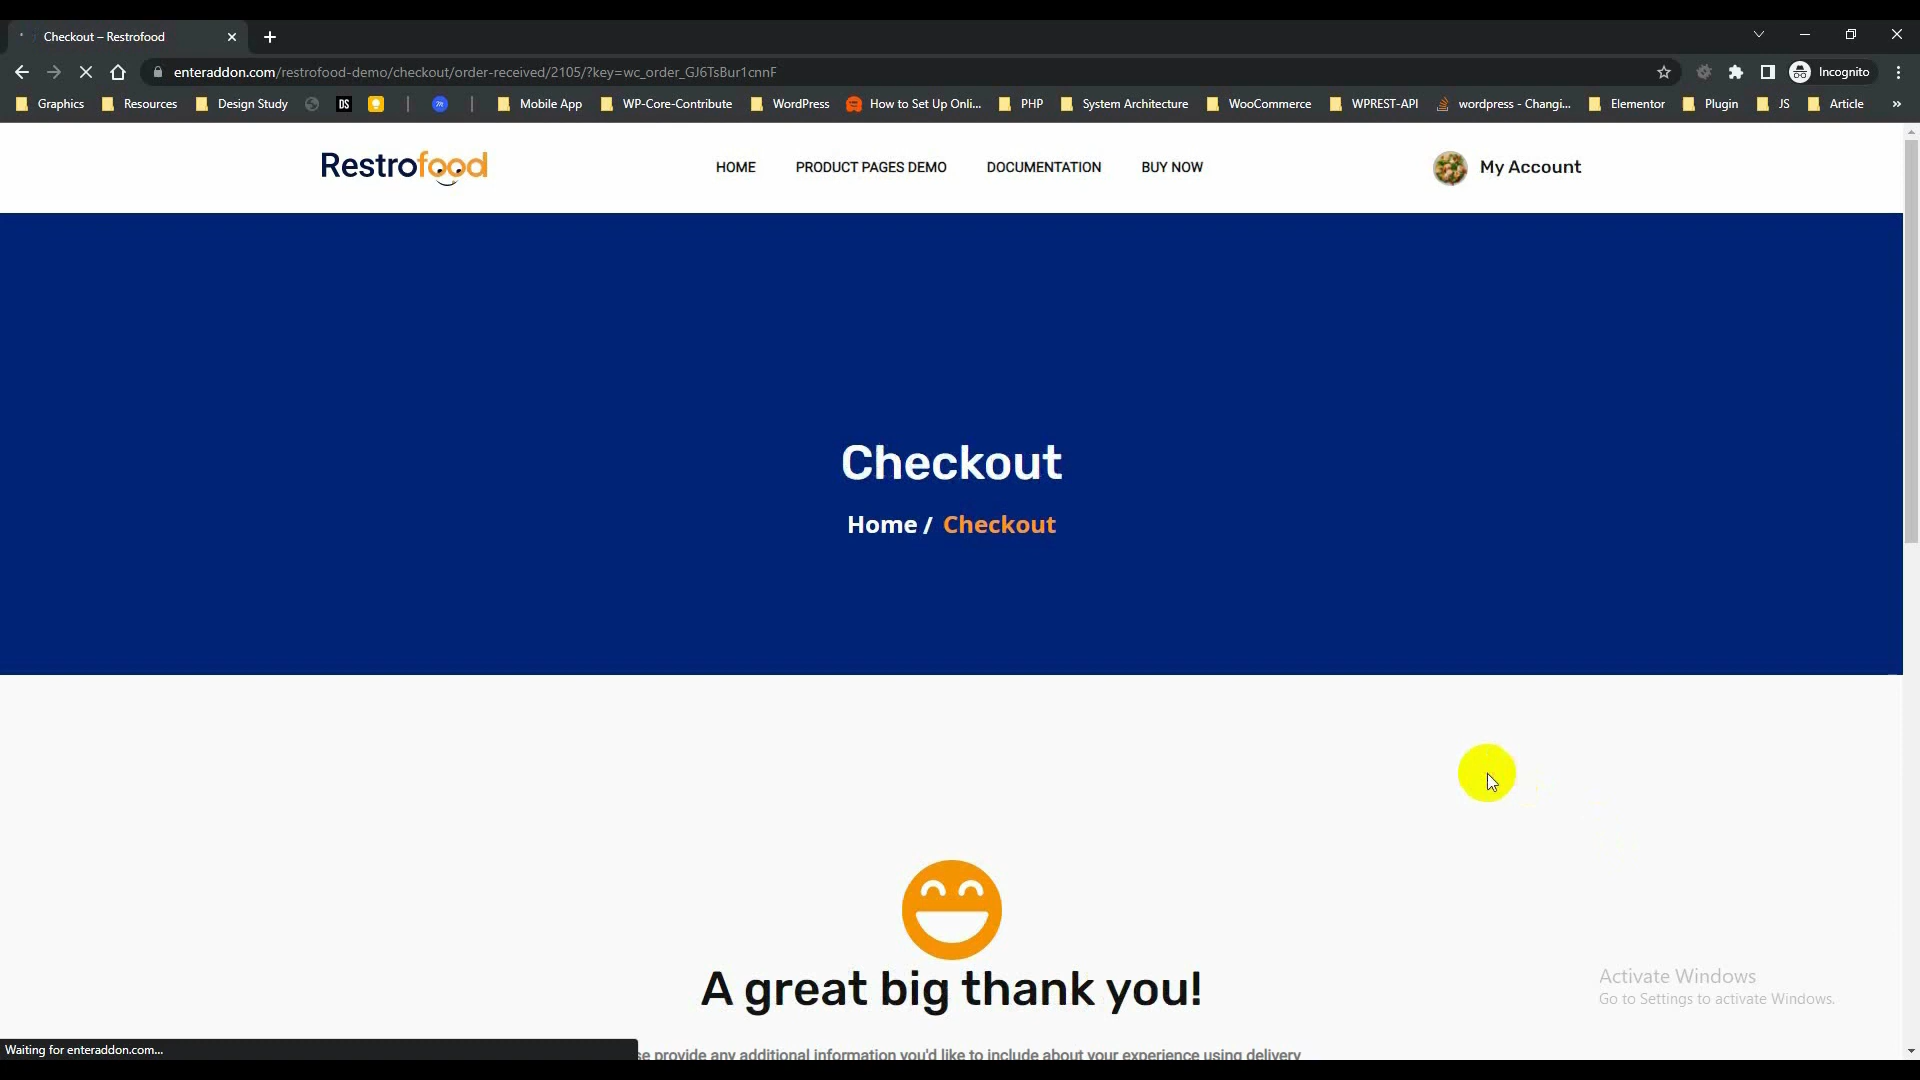 Checkout – Restrofood
enteraddon.com/restrofood-demo/checkout/order-received/2105/?key=wc_order_GJ6TsBur1cnnF
Incognito
Graphics Resources Design Study DS Mobile App WP-Core-Contribute WordPress How to Set Up Onli... PHP System Architecture WooCommerce WPREST-API wordpress - Changi... Elementor Plugin JS Article »
Restrofood HOME PRODUCT PAGES DEMO DOCUMENTATION BUY NOW My Account
Checkout
Home / Checkout
A great big thank you!
Activate Windows
Go to Settings to activate Windows.
Waiting for enteraddon.com...
provide any additional information you'd like to include about your experience using delivery